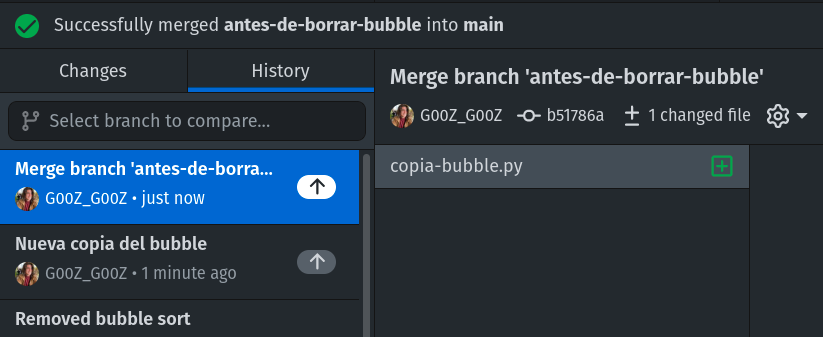 Successfully merged antes-de-borrar-bubble into main
Changes
History
Select branch to compare...
Merge branch 'antes-de-borra...
G00Z_G00Z • just now
Nueva copia del bubble
G00Z_G00Z • 1 minute ago
Removed bubble sort
Merge branch 'antes-de-borrar-bubble'
G00Z_G00Z b51786a 1 changed file
copia-bubble.py